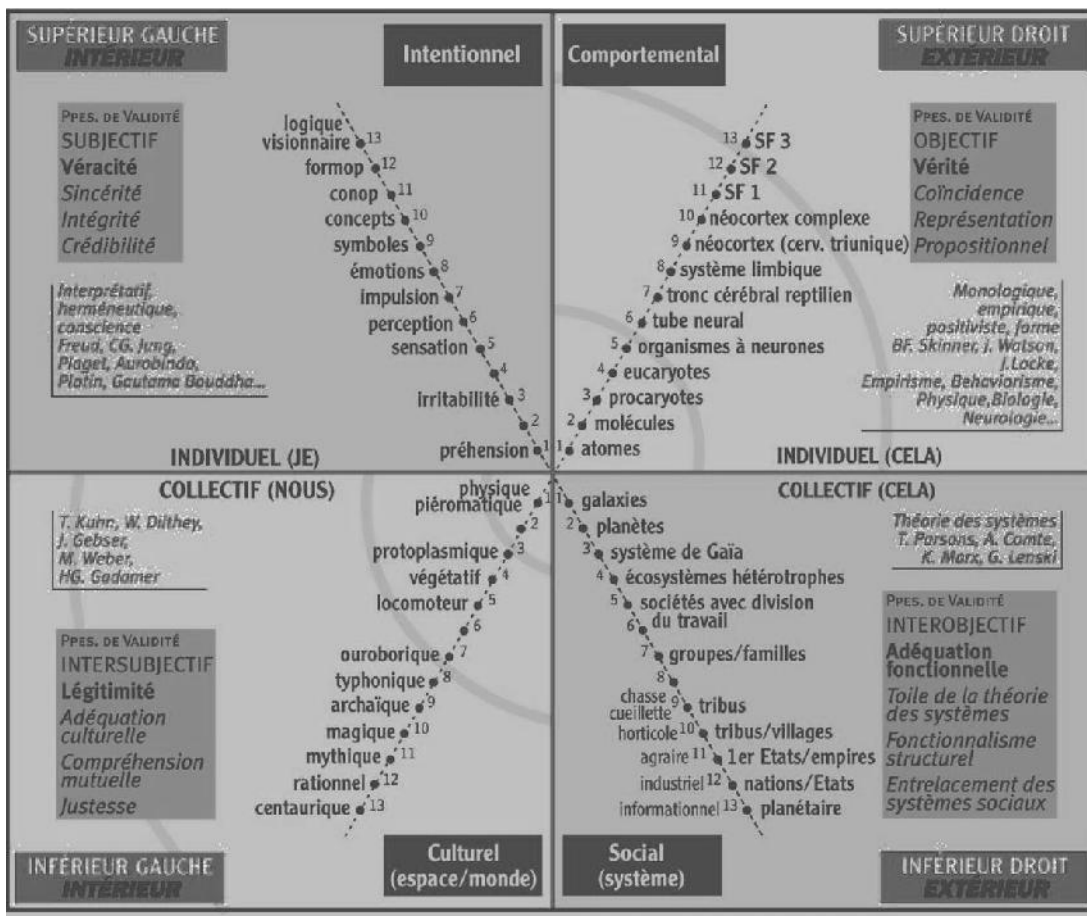 SUPÉRIEUR GAUCHE
INTÉRIEUR
Intentionnel
PPES. DE VALIDITÉ
SUBJECTIF
Véracité
Sincérité
Intégrité
Crédibilité
Interprétatif,
herméneutique,
conscience
Freud, CG. Jung,
Piaget, Aurobindo,
Plotin, Gautama Bouddha...
logique
visionnaire 13
formop 12
conop 11
concepts 10
symboles 9
émotions 8
impulsion 7
perception 6
sensation 5
4
irritabilité 3
2
préhension 1
INDIVIDUEL (JE)
Comportemental
SUPÉRIEUR DROIT
EXTÉRIEUR
13 SF 3
12 SF 2
11 SF 1
10 néocortex complexe
9 néocortex (cerv. triunique)
8 système limbique
7 tronc cérébral reptilien
6 tube neural
5 organismes à neurones
4 eucaryotes
3 procaryotes
2 molécules
1 atomes
PPES. DE VALIDITÉ
OBJECTIF
Vérité
Coïncidence
Représentation
Propositionnel
Monologique,
empirique,
positiviste, forme
BF. Skinner, J. Watson,
J.Locke,
Empirisme, Behaviorisme,
Physique,Biologie,
Neurologie...
INDIVIDUEL (CELA)
COLLECTIF (NOUS)
T. Kuhn, W. Dilthey,
J. Gebser,
M. Weber,
HG. Gadamer
PPES. DE VALIDITÉ
INTERSUBJECTIF
Légitimité
Adéquation
culturelle
Compréhension
mutuelle
Justesse
physique
piéromatique 1
2
protoplasmique 3
végétatif 4
locomoteur 5
6
ouroborique 7
typhonique 8
archaïque 9
magique 10
mythique 11
rationnel 12
centaurique 13
INFÉRIEUR GAUCHE
INTÉRIEUR
Culturel
(espace/monde)
COLLECTIF (CELA)
1 galaxies
2 planètes
3 système de Gaïa
4 écosystèmes hétérotrophes
5 sociétés avec division
du travail
6
7 groupes/familles
8
chasse
cueillette 9 tribus
horticole 10 tribus/villages
agraire 11 1er Etats/empires
industriel 12 nations/Etats
informationnel 13 planétaire
Théorie des systèmes
T. Parsons, A. Comte,
K. Marx, G. Lenski
PPES. DE VALIDITÉ
INTEROBJECTIF
Adéquation
fonctionnelle
Toile de la théorie
des systèmes
Fonctionnalisme
structurel
Entrelacement des
systèmes sociaux
Social
(système)
INFÉRIEUR DROIT
EXTÉRIEUR